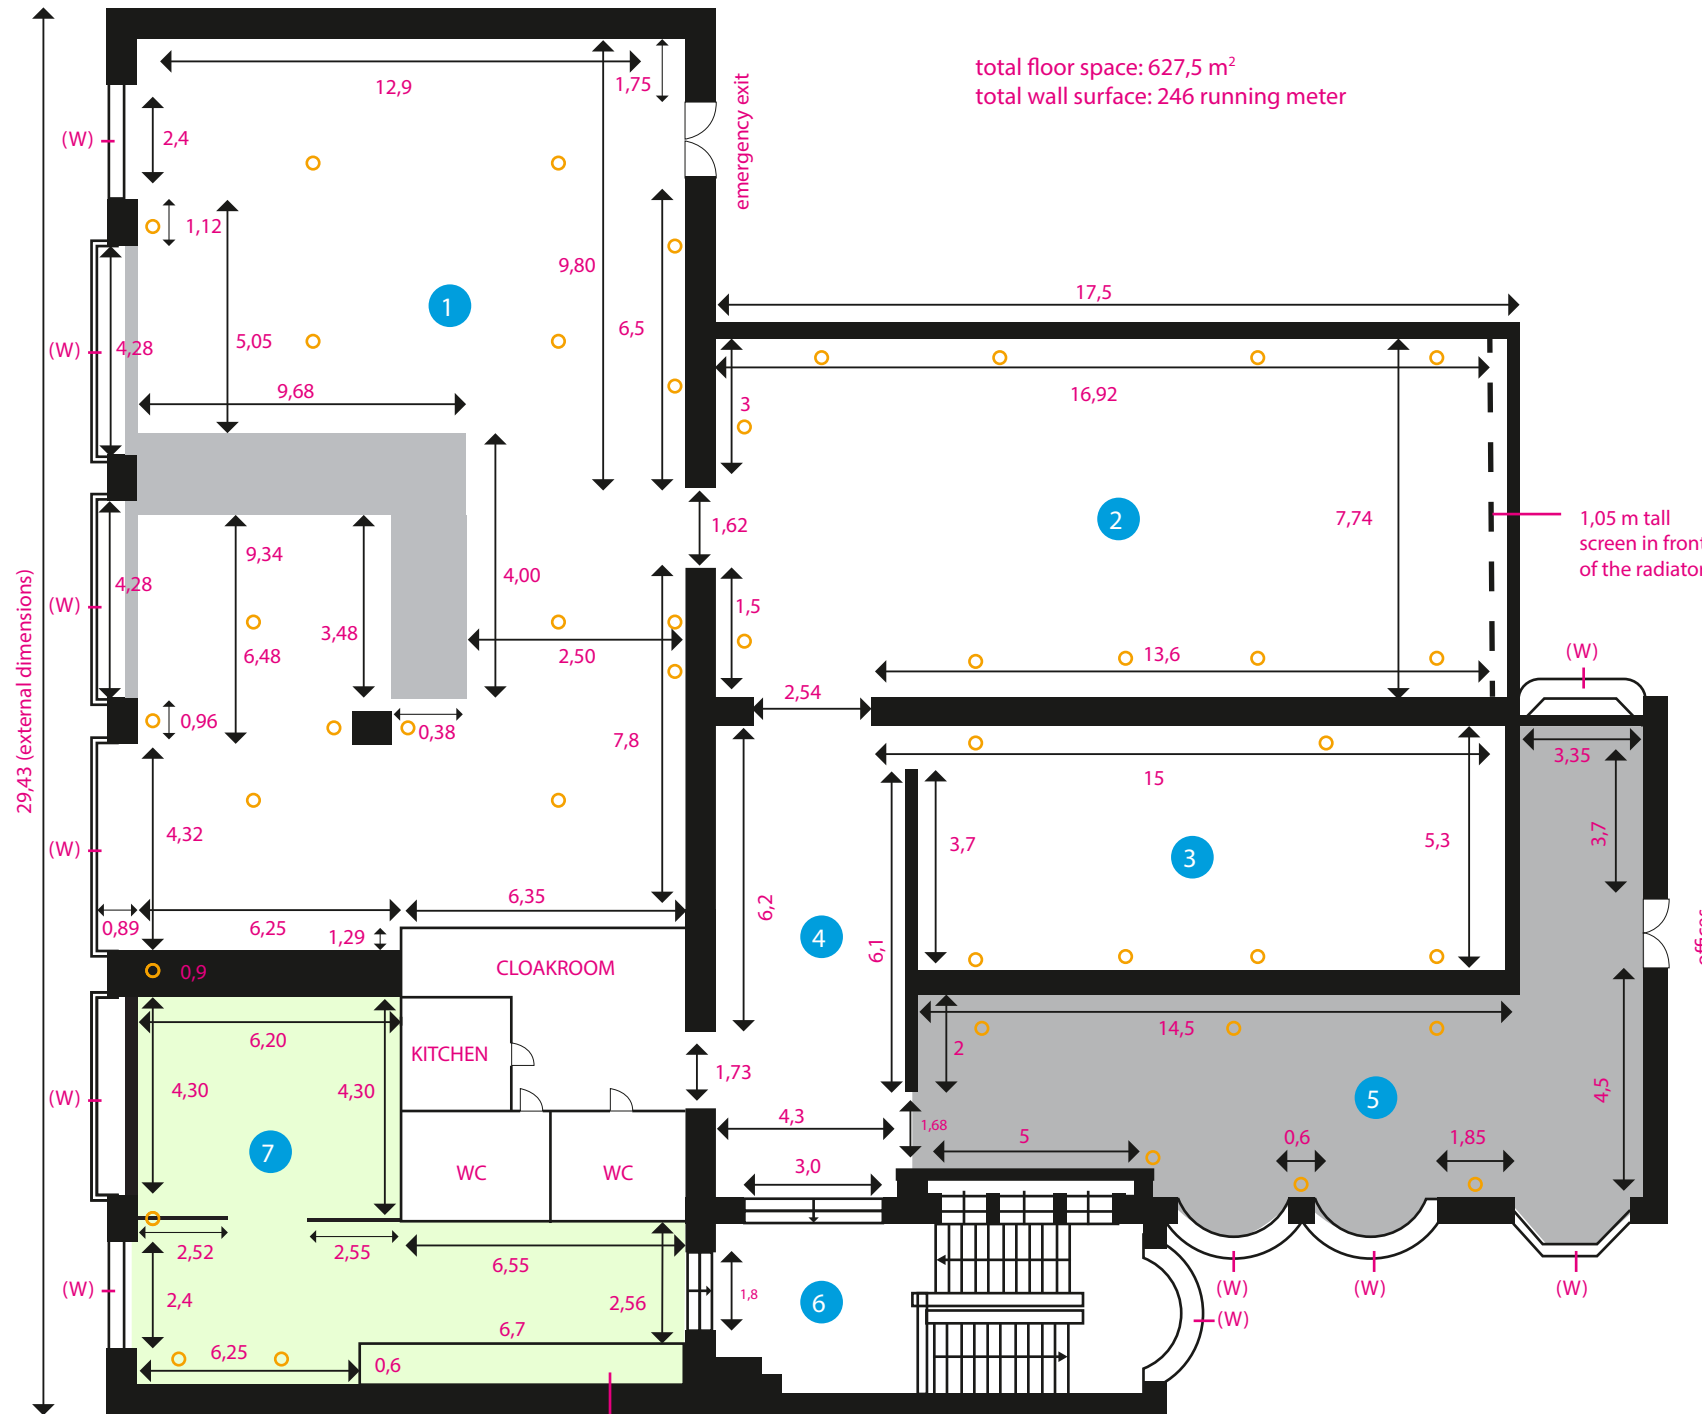 total floor space: 627,5 m²
total wall surface: 246 running meter
12,9
1,75
emergency exit
(W)
2,4
1,12
9,80
1
6,5
17,5
(W)
4,28
5,05
9,68
16,92
3
2
7,74
1,62
1,05 m tall
screen in front
of the radiator
29,43 (external dimensions)
(W)
4,28
9,34
4,00
1,5
3,48
6,48
2,50
13,6
(W)
2,54
0,96
0,38
7,8
3,35
15
(W)
4,32
3,7
5,3
3,7
3
6,35
6,2
0,89
6,25
1,29
4
6,1
offices
0,9
CLOAKROOM
6,20
14,5
KITCHEN
2
1,73
(W)
4,30
4,30
5
4,5
4,3
1,68
5
0,6
1,85
7
WC
WC
3,0
2,52
2,55
6,55
(W)
2,4
2,56
1,8
6
(W)
(W)
(W)
(W)
6,7
6,25
0,6